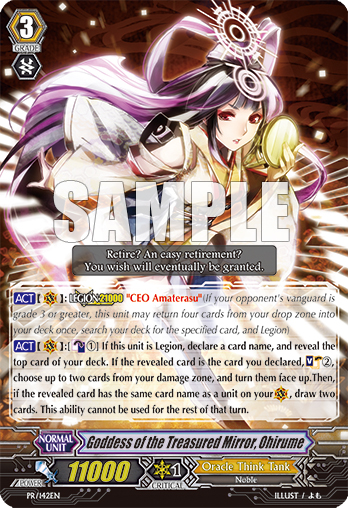 3
GRADE
SAMPLE
Retire? An easy retirement?
You wish will eventually be granted.
ACT [ ]:[LEGION 21000 "CEO Amaterasu"(If your opponent's vanguard is
grade 3 or greater, this unit may return four cards from your drop zone into
your deck once, search your deck for the specified card, and Legion)
ACT [ ]:[ ①] If this unit is Legion, declare a card name, and reveal the
top card of your deck. If the revealed card is the card you declared, ②,
choose up to two cards from your damage zone, and turn them face up.Then,
if the revealed card has the same card name as a unit on your , draw two
cards. This ability cannot be used for the rest of that turn.
NORMAL
UNIT
Goddess of the Treasured Mirror, Ohirume
POWER
11000
1
CRITICAL
Oracle Think Tank
Noble
PR/142EN
ILLUST / よも